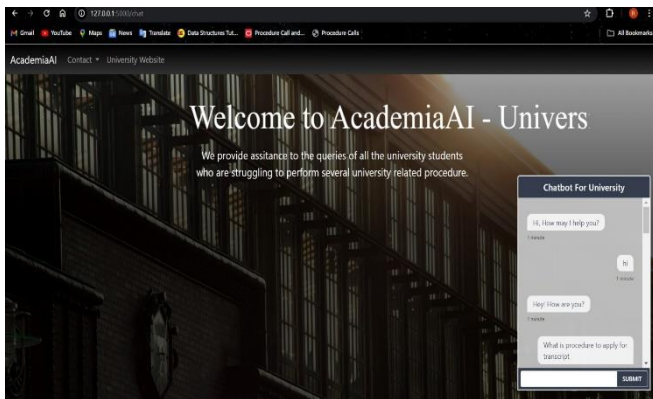 127.0.0.1:5000/chat
Gmail YouTube Maps News Translate Data Structures Tut... Procedure Call and... Procedure Calls All Bookmarks
AcademiaAI Contact University Website
Welcome to AcademiaAI - Univers
We provide assitance to the queries of all the university students
who are struggling to perform several university related procedure.
Chatbot For University
Hi, How may I help you?
1 minute
hi
1 minute
Hey! How are you?
1 minute
What is procedure to apply for
transcript
SUBMIT